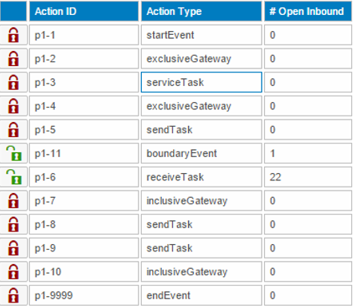 Action ID Action Type # Open Inbound
p1-1 startEvent 0
p1-2 exclusiveGateway 0
p1-3 serviceTask 0
p1-4 exclusiveGateway 0
p1-5 sendTask 0
p1-11 boundaryEvent 1
p1-6 receiveTask 22
p1-7 inclusiveGateway 0
p1-8 sendTask 0
p1-9 sendTask 0
p1-10 inclusiveGateway 0
p1-9999 endEvent 0